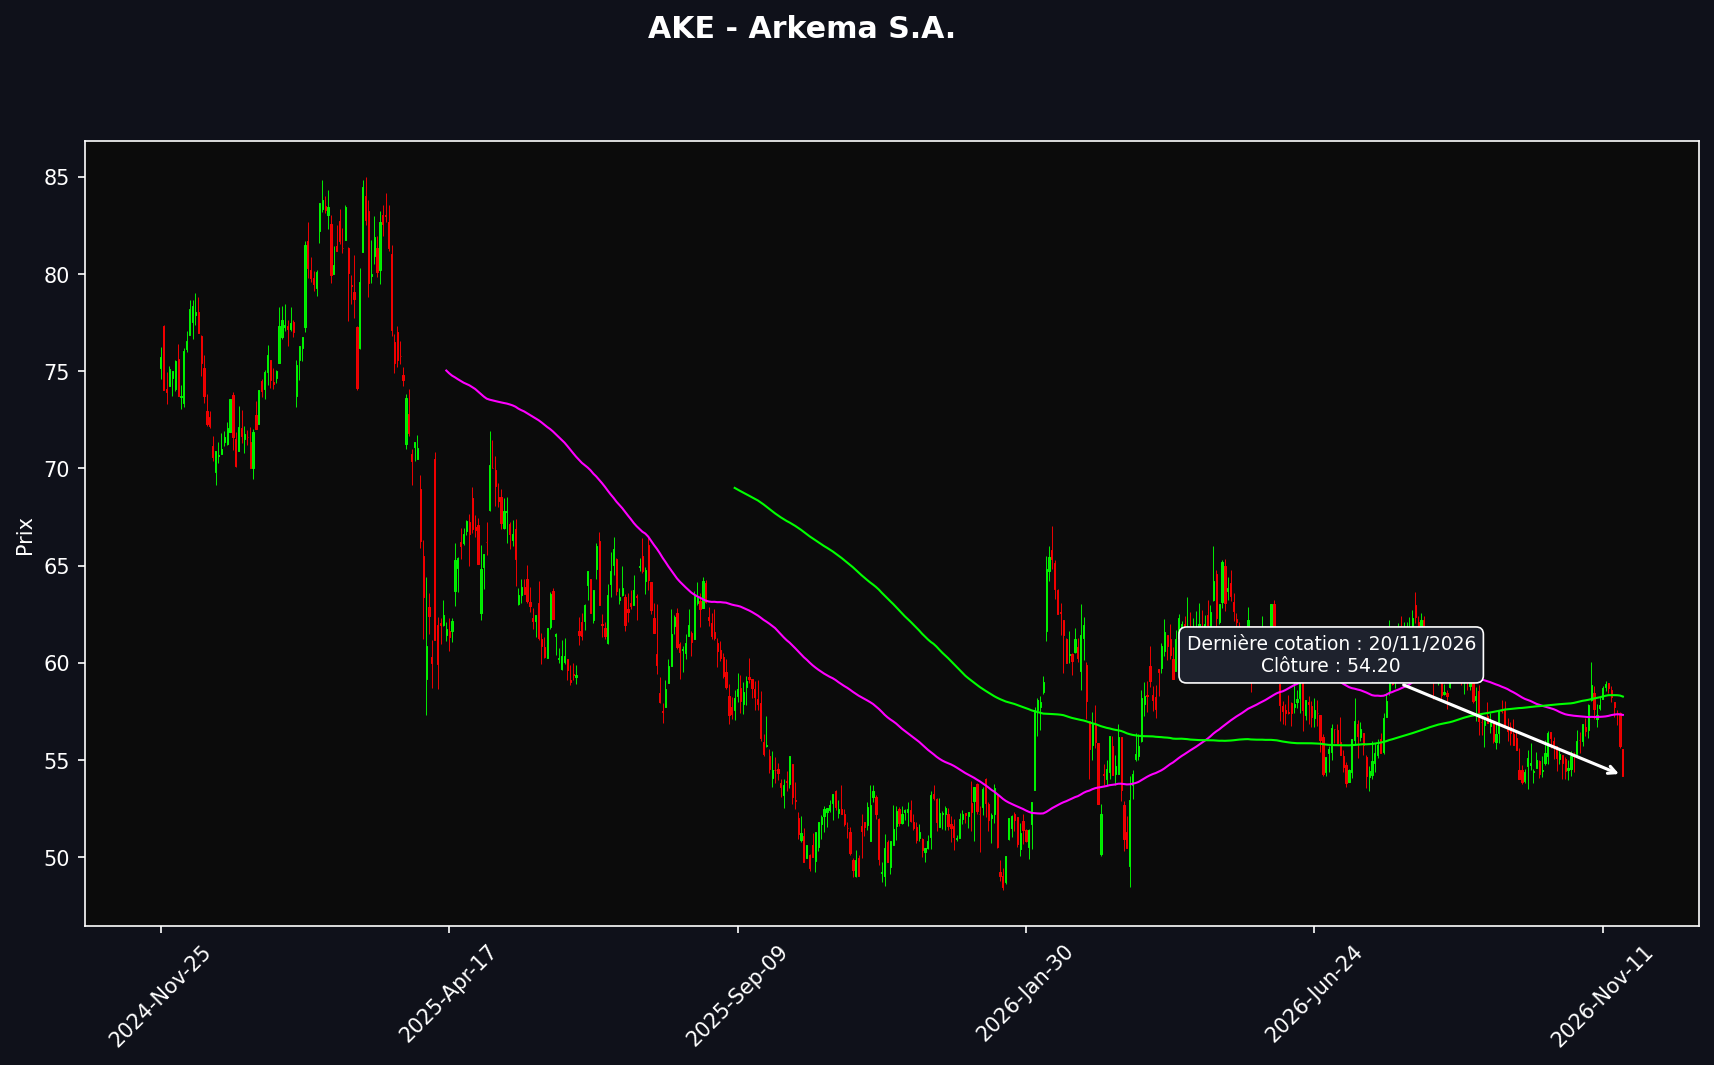 AKE - Arkema S.A.
Prix
85
80
75
70
65
60
55
50
Dernière cotation : 20/11/2026
Clôture : 54.20
2024-Nov-25
2025-Apr-17
2025-Sep-09
2026-Jan-30
2026-Jun-24
2026-Nov-11